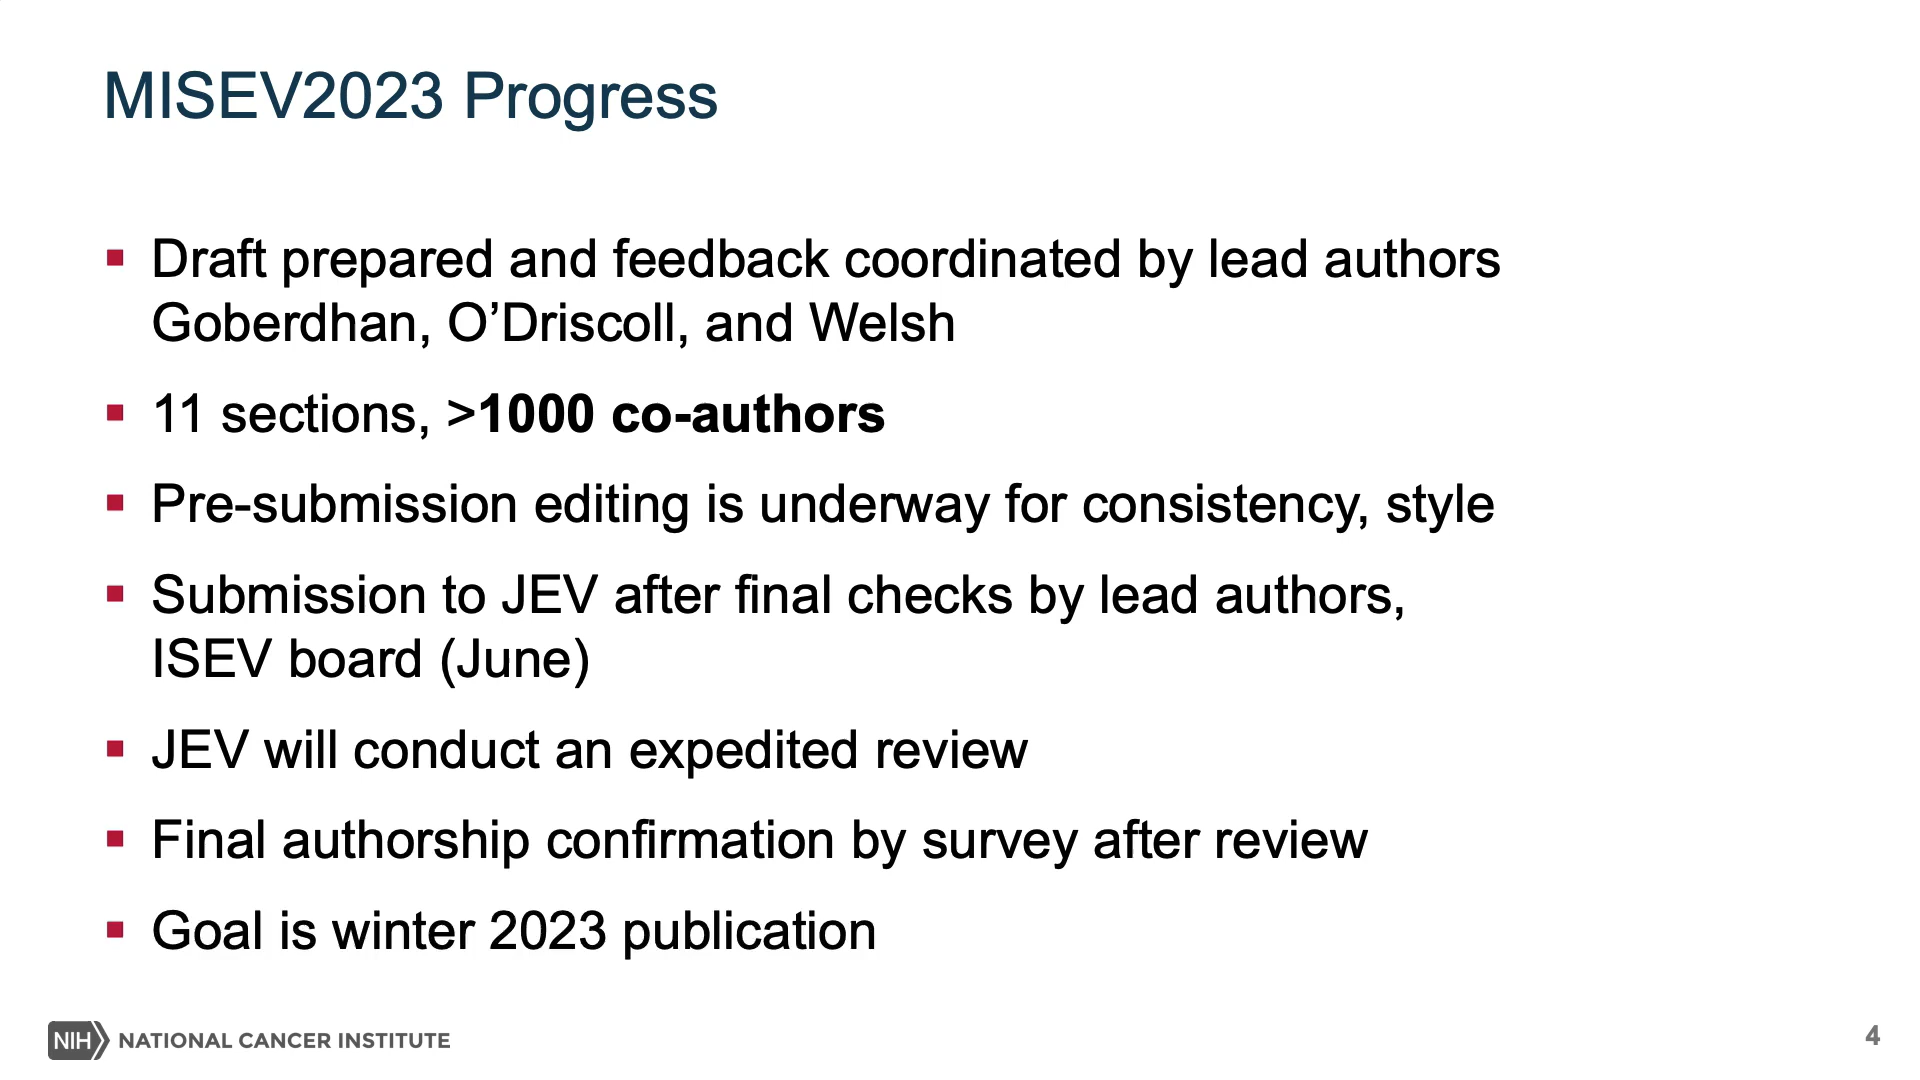 MISEV2023 Progress
▪ Draft prepared and feedback coordinated by lead authors
Goberdhan, O’Driscoll, and Welsh
▪ 11 sections, >1000 co-authors
▪ Pre-submission editing is underway for consistency, style
▪ Submission to JEV after final checks by lead authors,
ISEV board (June)
▪ JEV will conduct an expedited review
▪ Final authorship confirmation by survey after review
▪ Goal is winter 2023 publication
NIH NATIONAL CANCER INSTITUTE
4